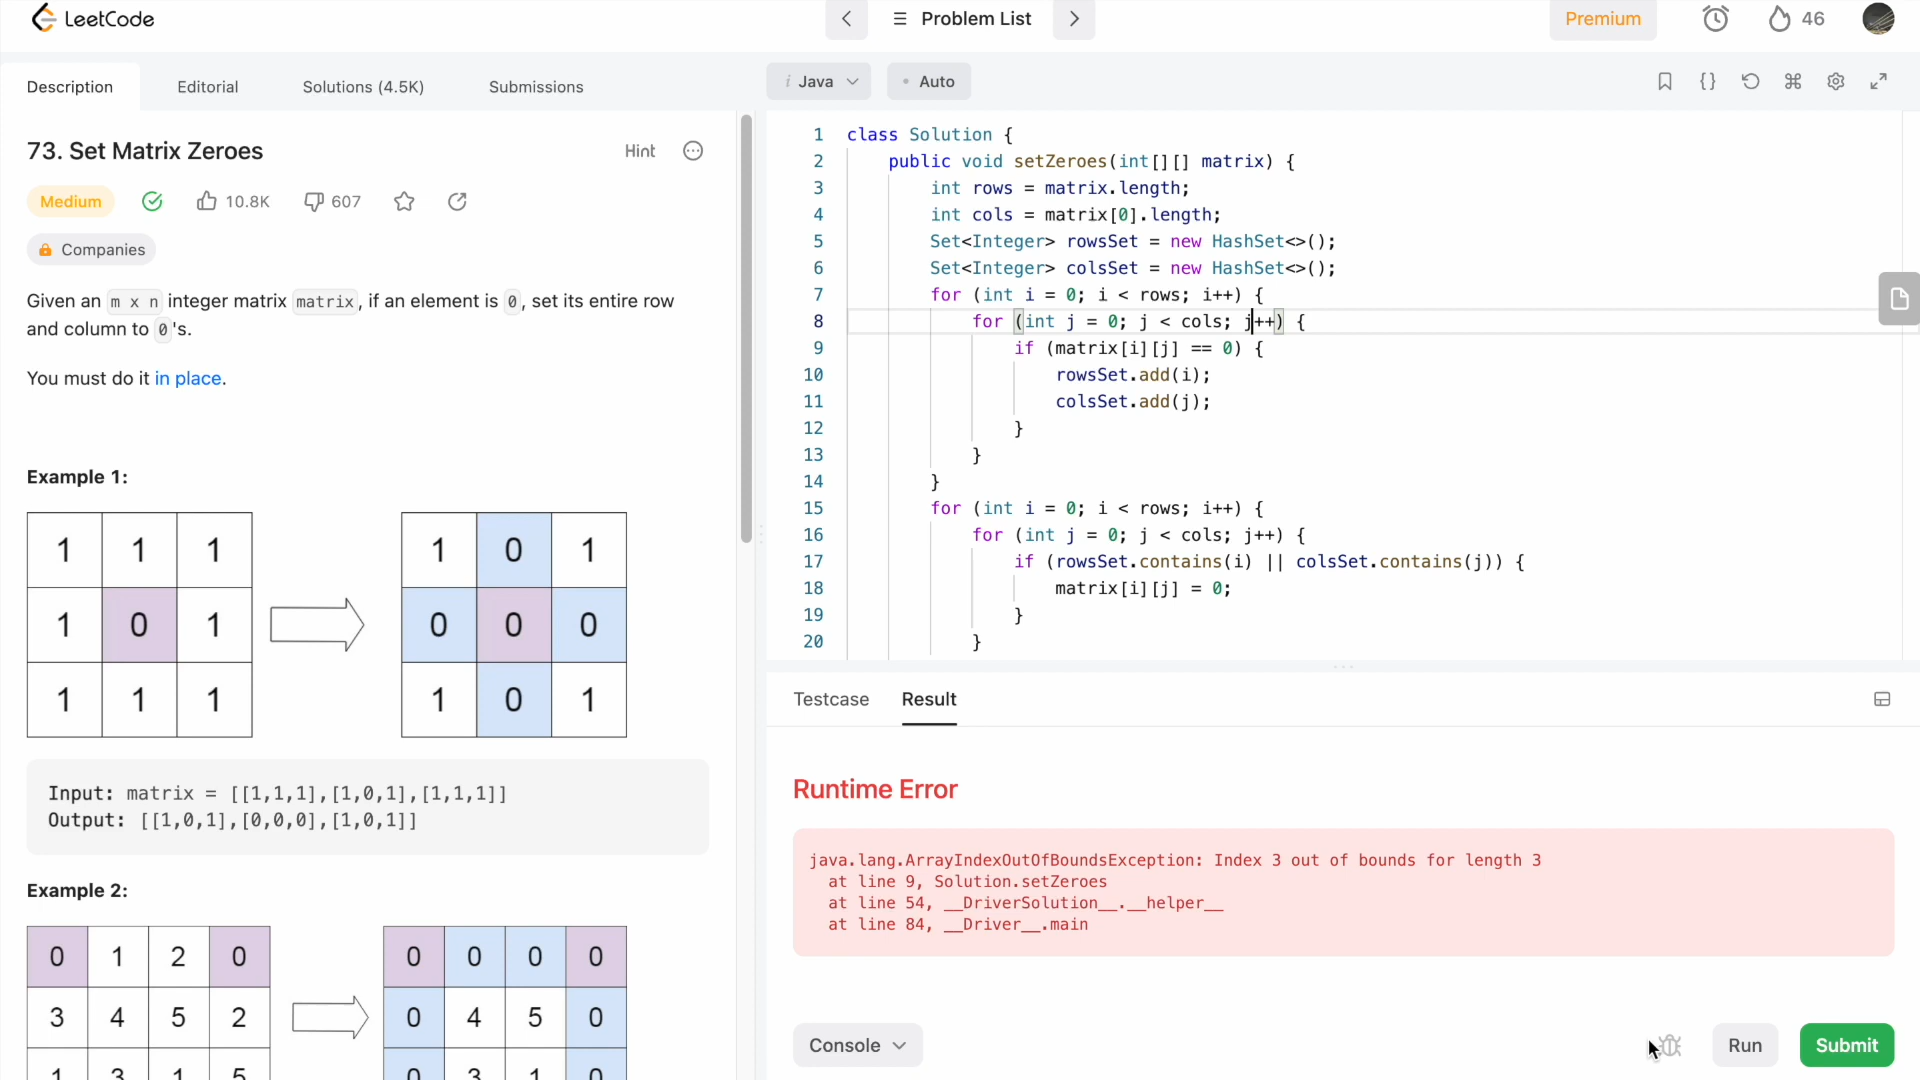 LeetCode
Problem List
Premium
46
Description
Editorial
Solutions (4.5K)
Submissions
73. Set Matrix Zeroes
Hint
Medium
10.8K
607
Companies
Given an m x n integer matrix matrix, if an element is 0, set its entire row
and column to 0's.
You must do it in place.
Example 1:
1 1 1
1 0 1
1 1 1
1 0 1
0 0 0
1 0 1
Input: matrix = [[1,1,1],[1,0,1],[1,1,1]]
Output: [[1,0,1],[0,0,0],[1,0,1]]
Example 2:
0 1 2 0
3 4 5 2
1 3 1 5
0 0 0 0
0 4 5 0
0 3 1 0
i Java
Auto
1 class Solution {
2 public void setZeroes(int[][] matrix) {
3 int rows = matrix.length;
4 int cols = matrix[0].length;
5 Set<Integer> rowsSet = new HashSet<>();
6 Set<Integer> colsSet = new HashSet<>();
7 for (int i = 0; i < rows; i++) {
8 for (int j = 0; j < cols; j++) {
9 if (matrix[i][j] == 0) {
10 rowsSet.add(i);
11 colsSet.add(j);
12 }
13 }
14 }
15 for (int i = 0; i < rows; i++) {
16 for (int j = 0; j < cols; j++) {
17 if (rowsSet.contains(i) || colsSet.contains(j)) {
18 matrix[i][j] = 0;
19 }
20 }
Testcase
Result
Runtime Error
java.lang.ArrayIndexOutOfBoundsException: Index 3 out of bounds for length 3
at line 9, Solution.setZeroes
at line 54, __DriverSolution__.__helper__
at line 84, __Driver__.main
Console
Run
Submit